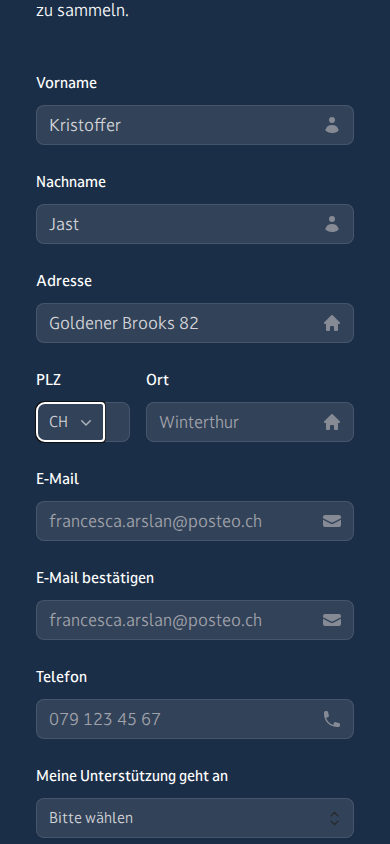 zu sammeln.
Vorname
Kristoffer
Nachname
Jast
Adresse
Goldener Brooks 82
PLZ
Ort
CH
Winterthur
E-Mail
francesca.arslan@posteo.ch
E-Mail bestätigen
francesca.arslan@posteo.ch
Telefon
079 123 45 67
Meine Unterstützung geht an
Bitte wählen